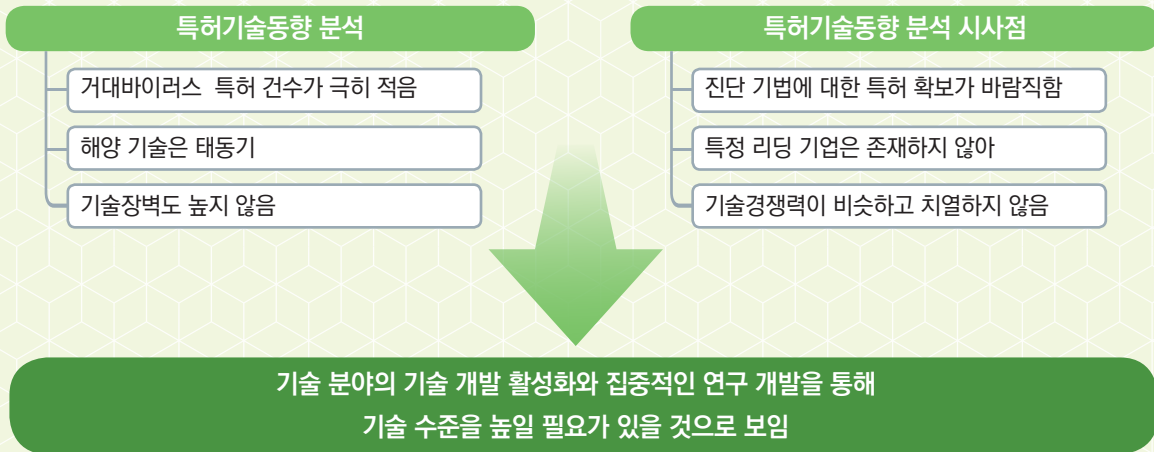 특허기술동향 분석
거대바이러스 특허 건수가 극히 적음
해양 기술은 태동기
기술장벽도 높지 않음
특허기술동향 분석 시사점
진단 기법에 대한 특허 확보가 바람직함
특정 리딩 기업은 존재하지 않아
기술경쟁력이 비슷하고 치열하지 않음
기술 분야의 기술 개발 활성화와 집중적인 연구 개발을 통해
기술 수준을 높일 필요가 있을 것으로 보임